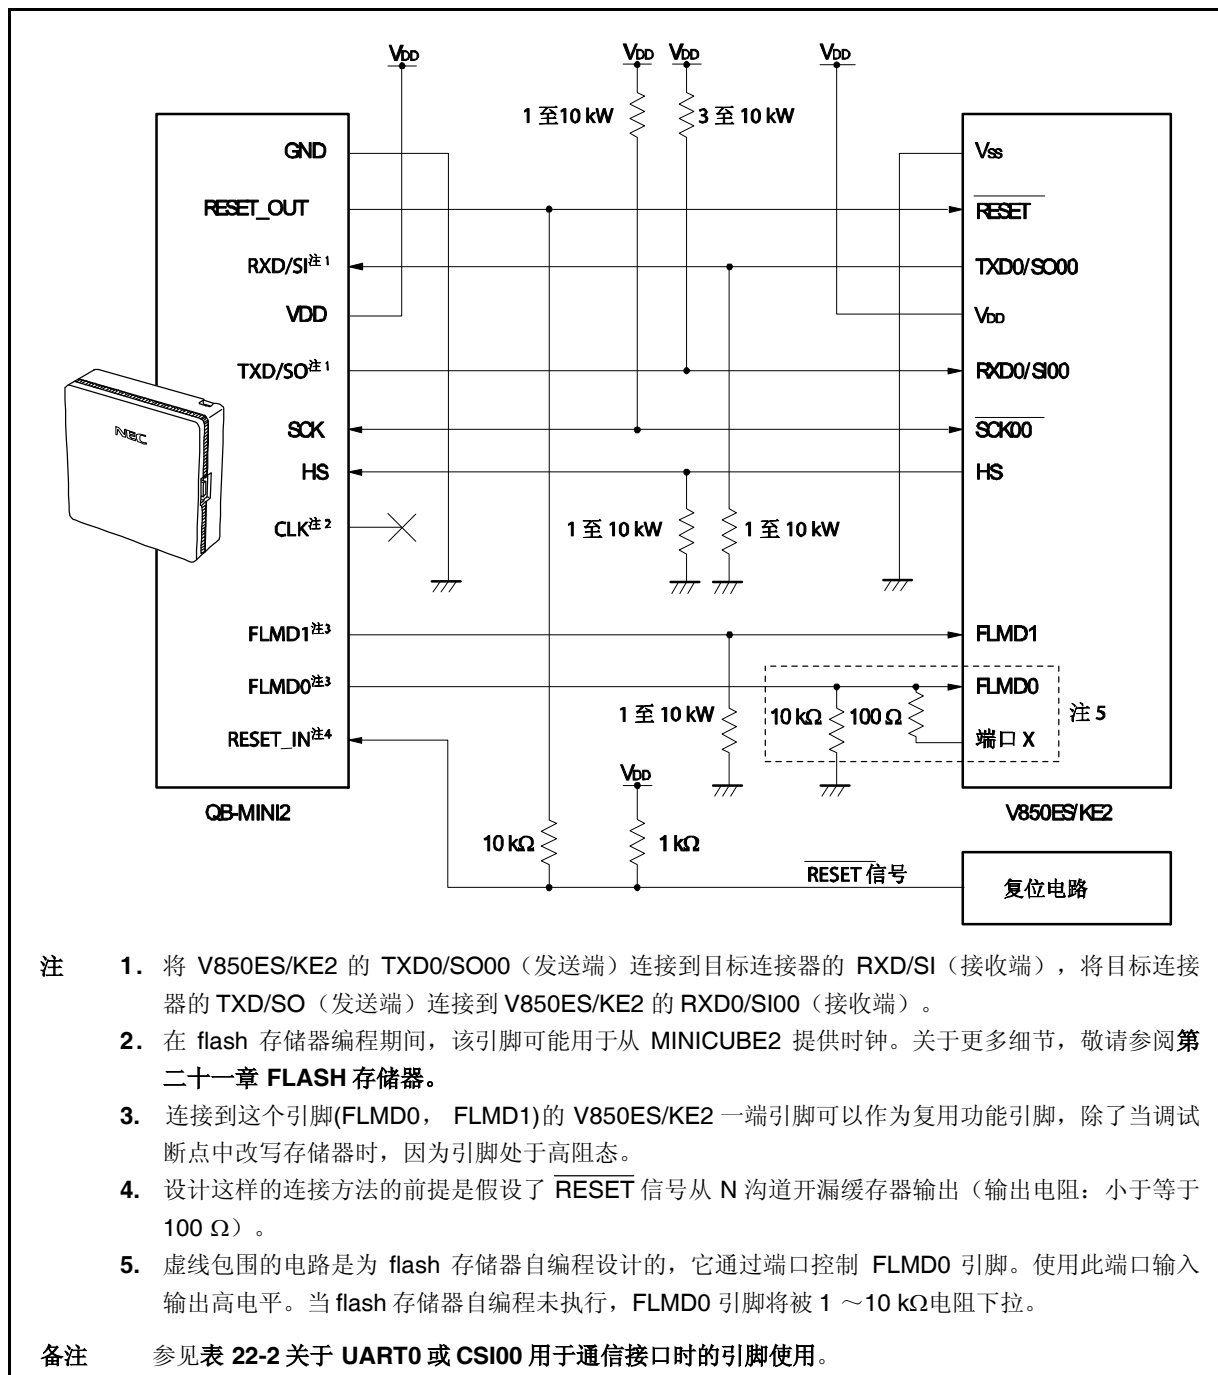 VDD VDD VDD VDD
1 至10 kW 3 至 10 kW
GND Vss
RESET_OUT RESET
RXD/SI注 1 TXD0/SO00
VDD VDD
TXD/SO注 1 RXD0/SI00
NEC
SCK SCK00
HS HS
CLK注 2 1 至 10 kW 1 至 10 kW
FLMD1注3 FLMD1
FLMD0注3 FLMD0
1 至 10 kW 10 kΩ 100 Ω 注 5
RESET_IN注4 端口 X
VDD
QB-MINI2 V850ES/KE2
10 kΩ 1 kΩ
RESET 信号 复位电路
注 1. 将 V850ES/KE2 的 TXD0/SO00（发送端）连接到目标连接器的 RXD/SI（接收端），将目标连接
器的 TXD/SO（发送端）连接到 V850ES/KE2 的 RXD0/SI00（接收端）。
2. 在 flash 存储器编程期间，该引脚可能用于从 MINICUBE2 提供时钟。关于更多细节，敬请参阅第
二十一章 FLASH 存储器。
3. 连接到这个引脚(FLMD0， FLMD1)的 V850ES/KE2 一端引脚可以作为复用功能引脚，除了当调试
断点中改写存储器时，因为引脚处于高阻态。
4. 设计这样的连接方法的前提是假设了 RESET 信号从 N 沟道开漏缓存器输出（输出电阻：小于等于
100 Ω）。
5. 虚线包围的电路是为 flash 存储器自编程设计的，它通过端口控制 FLMD0 引脚。使用此端口输入
输出高电平。当 flash 存储器自编程未执行，FLMD0 引脚将被 1 ～10 kΩ电阻下拉。
备注 参见表 22-2 关于 UART0 或 CSI00 用于通信接口时的引脚使用。